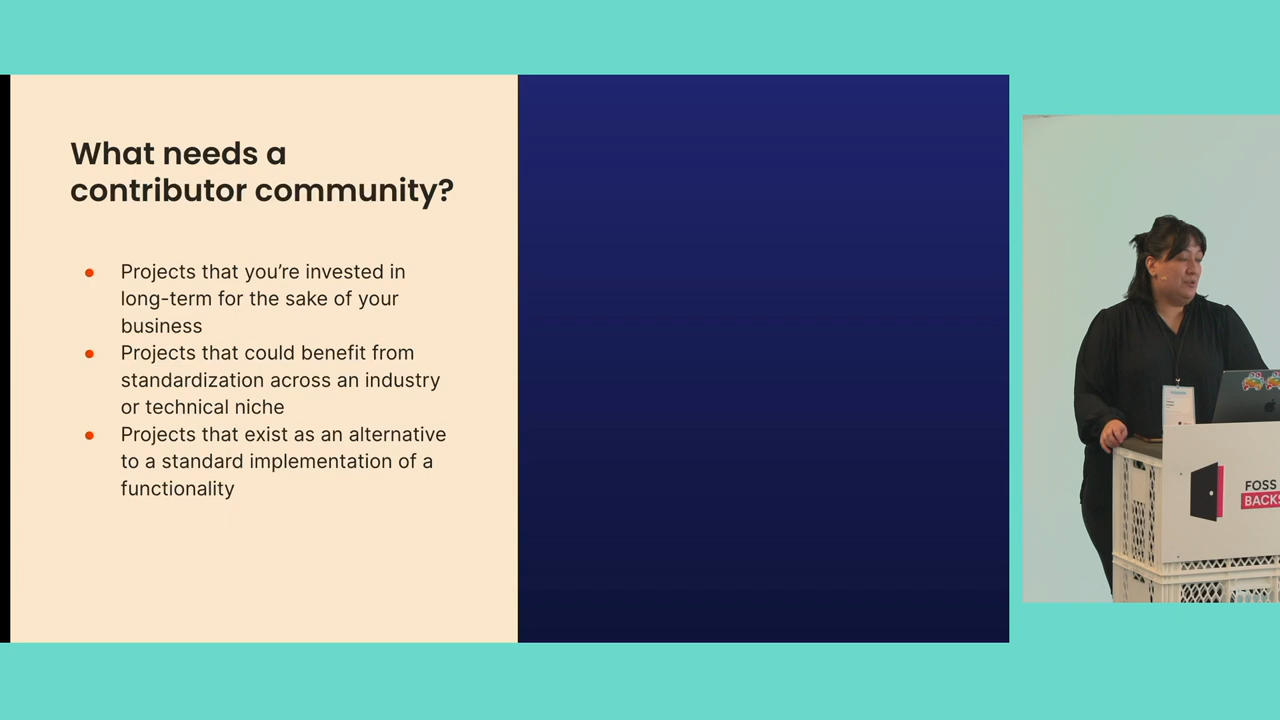 What needs a
contributor community?
● Projects that you’re invested in
long-term for the sake of your
business
● Projects that could benefit from
standardization across an industry
or technical niche
● Projects that exist as an alternative
to a standard implementation of a
functionality
FOSS
BACKS